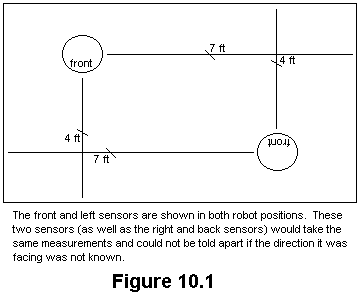 7 ft
front
4 ft
4 ft
7 ft
front
The front and left sensors are shown in both robot positions.  These
two sensors (as well as the right and back sensors) would take the
same measurements and could not be told apart if the direction it was
facing was not known.
Figure 10.1